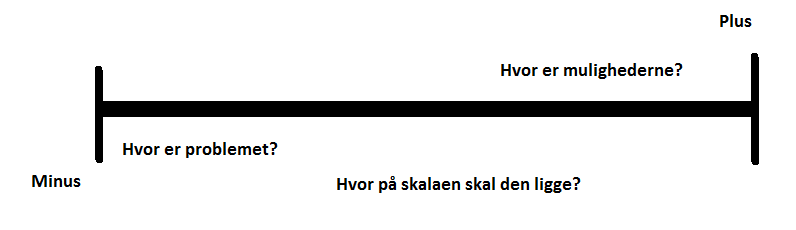 Plus
Hvor er mulighederne?
Hvor er problemet?
Minus
Hvor på skalaen skal den ligge?